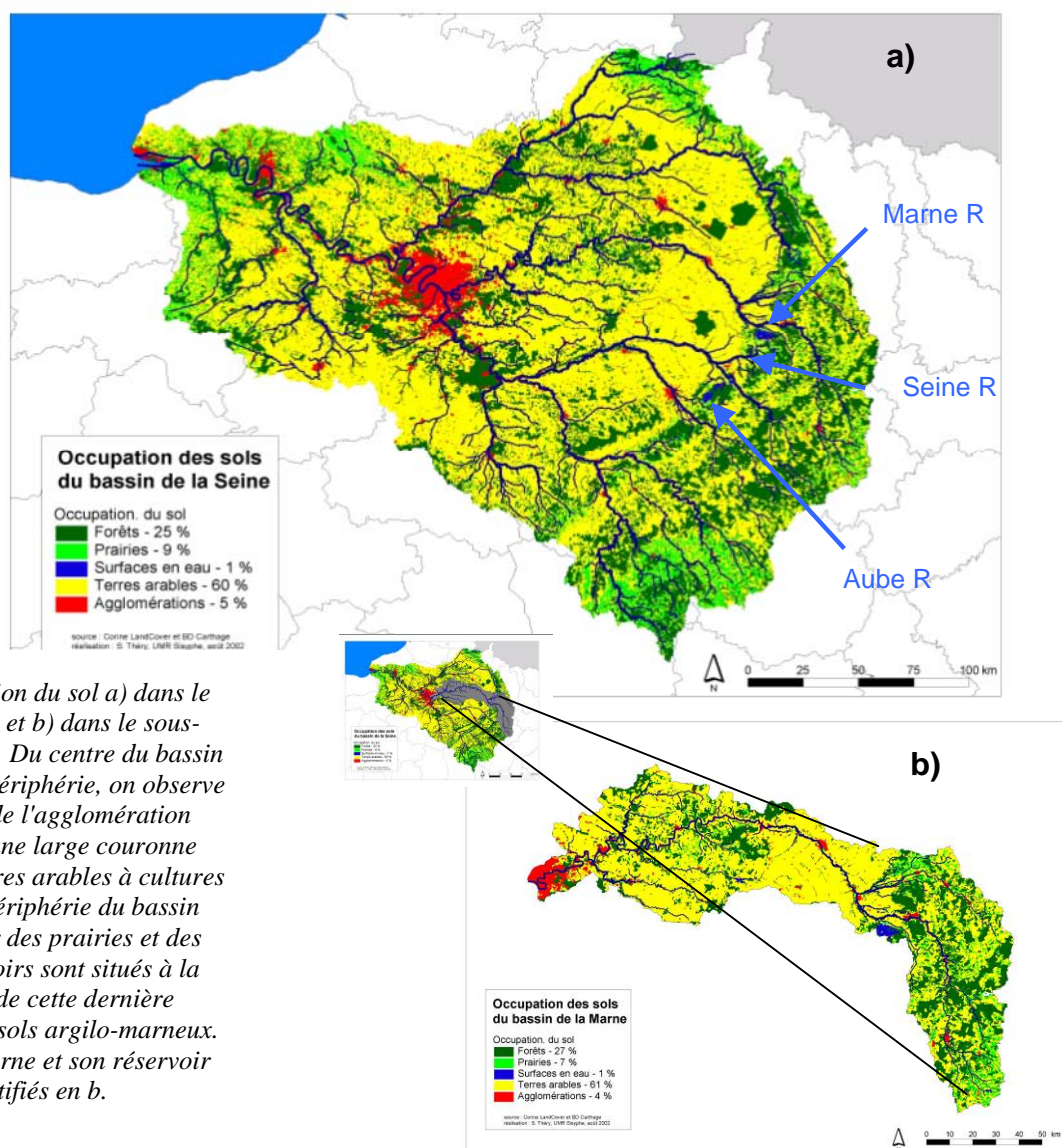 a)
Marne R
Seine R
Aube R
Occupation des sols
du bassin de la Seine
Occupation. du sol
Forêts - 25 %
Prairies - 9 %
Surfaces en eau - 1 %
Terres arables - 60 %
Agglomérations - 5 %
source : Corine LandCover et BD Carthage
réalisation : S. Théry, UMR Sisyphe, août 2002
N
0 25 50 75 100 km
ion du sol a) dans le
et b) dans le sous-
Du centre du bassin
ériphérie, on observe
le l'agglomération
une large couronne
res arables à cultures
ériphérie du bassin
des prairies et des
oirs sont situés à la
de cette dernière
sols argilo-marneux.
arne et son réservoir
tifiés en b.
b)
Occupation des sols
du bassin de la Marne
Occupation du sol
Forêts - 27 %
Prairies - 7 %
Surfaces en eau - 1 %
Terres arables - 61 %
Agglomérations - 4 %
source : Corine LandCover et BD Carthage
réalisation : S. Théry, UMR Sisyphe, août 2002
N
0 10 20 30 40 50 km